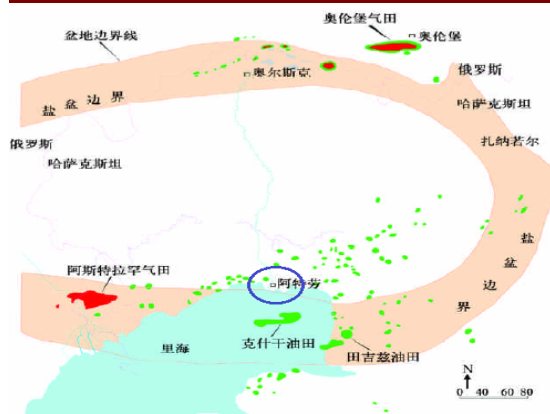 奥伦堡气田
奥伦堡
盆地边界线
奥尔斯克
俄罗斯
盐盆边界
哈萨克斯坦
俄罗斯
扎纳若尔
哈萨克斯坦
盐盆边界
阿斯特拉罕气田
阿特劳
里海
克什干油田
田吉兹油田
N
0 40 60 80